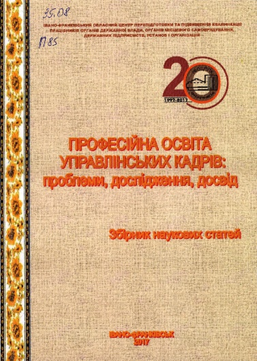 35.08
П85
ІВАНО-ФРАНКІВСЬКИЙ ОБЛАСНИЙ ЦЕНТР ПЕРЕПІДГОТОВКИ ТА ПІДВИЩЕННЯ КВАЛІФІКАЦІЇ
ПРАЦІВНИКІВ ОРГАНІВ ДЕРЖАВНОЇ ВЛАДИ, ОРГАНІВ МІСЦЕВОГО САМОВРЯДУВАННЯ,
ДЕРЖАВНИХ ПІДПРИЄМСТВ, УСТАНОВ І ОРГАНІЗАЦІЙ
20
1997-2017
ПРОФЕСІЙНА ОСВІТА
УПРАВЛІНСЬКИХ КАДРІВ:
проблеми, дослідження, досвід
Збірник наукових статей
ІВАНО-ФРАНКІВСЬК
2017